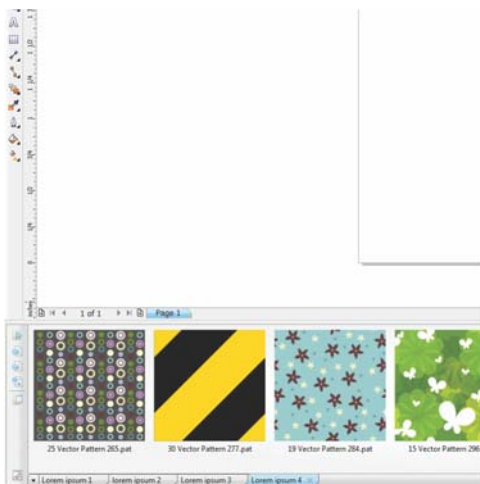 inches
1 of 1
Page 1
25 Vector Pattern 265.pat
30 Vector Pattern 277.pat
19 Vector Pattern 284.pat
15 Vector Pattern 296
Lorem ipsum 1
lorem ipsum 2
Lorem ipsum 3
Lorem ipsum 4